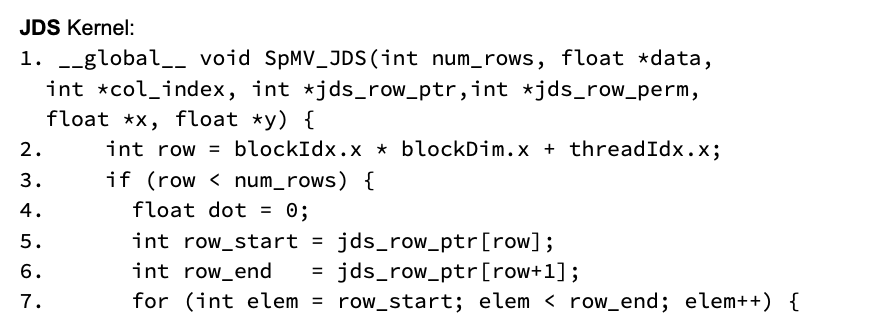 JDS Kernel:
1. __global__ void SpMV_JDS(int num_rows, float *data,
int *col_index, int *jds_row_ptr,int *jds_row_perm,
float *x, float *y) {
2. int row = blockIdx.x * blockDim.x + threadIdx.x;
3. if (row < num_rows) {
4. float dot = 0;
5. int row_start = jds_row_ptr[row];
6. int row_end = jds_row_ptr[row+1];
7. for (int elem = row_start; elem < row_end; elem++) {